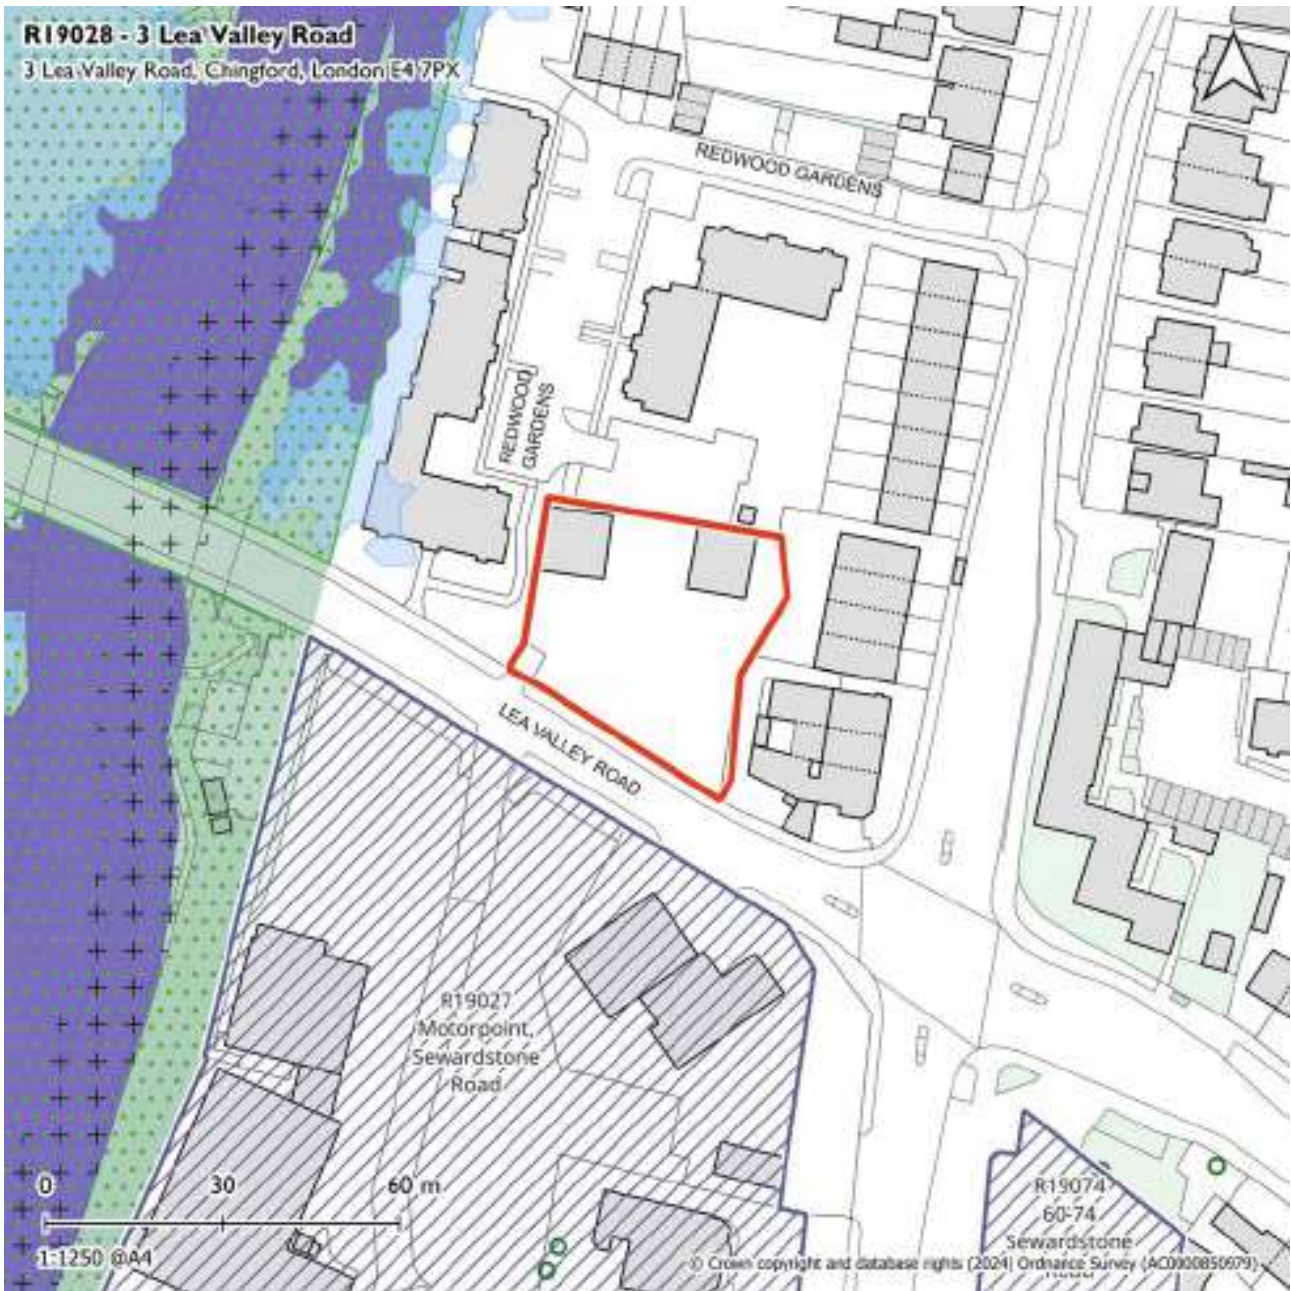 R19028 - 3 Lea Valley Road
3 Lea Valley Road, Chingford, London E4 7PX
REDWOOD GARDENS
REDWOOD
GARDENS
LEA VALLEY ROAD
R19027
Motorpoint,
Sewardstone
Road
0 30 60 m
1:1250 @A4
R19074
60-74
Sewardstone
Road
© Crown copyright and database rights (2024) Ordnance Survey (AC0000850979)